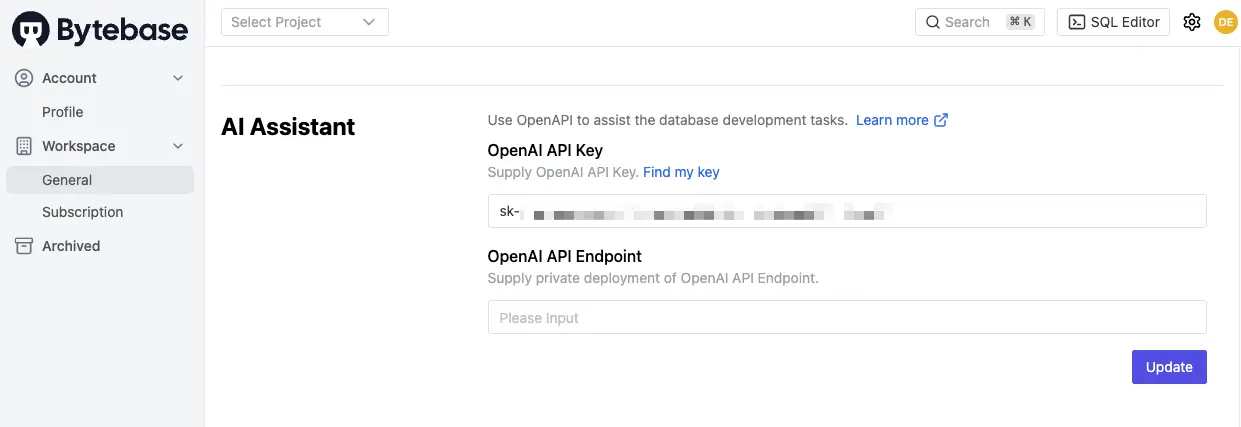 Bytebase
Select Project
Search ⌘ K
SQL Editor
DE
Account
Profile
Workspace
General
Subscription
Archived
AI Assistant
Use OpenAPI to assist the database development tasks. Learn more
OpenAI API Key
Supply OpenAI API Key. Find my key
sk-
OpenAI API Endpoint
Supply private deployment of OpenAI API Endpoint.
Please Input
Update